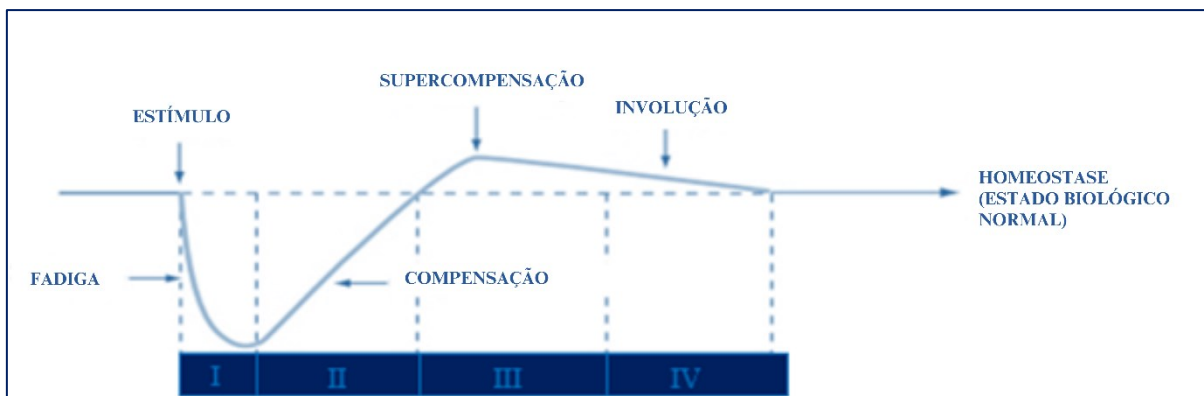 SUPERCOMPENSAÇÃO
INVOLUÇÃO
ESTÍMULO
HOMEOSTASE
(ESTADO BIOLÓGICO
NORMAL)
FADIGA
COMPENSAÇÃO
I II III IV